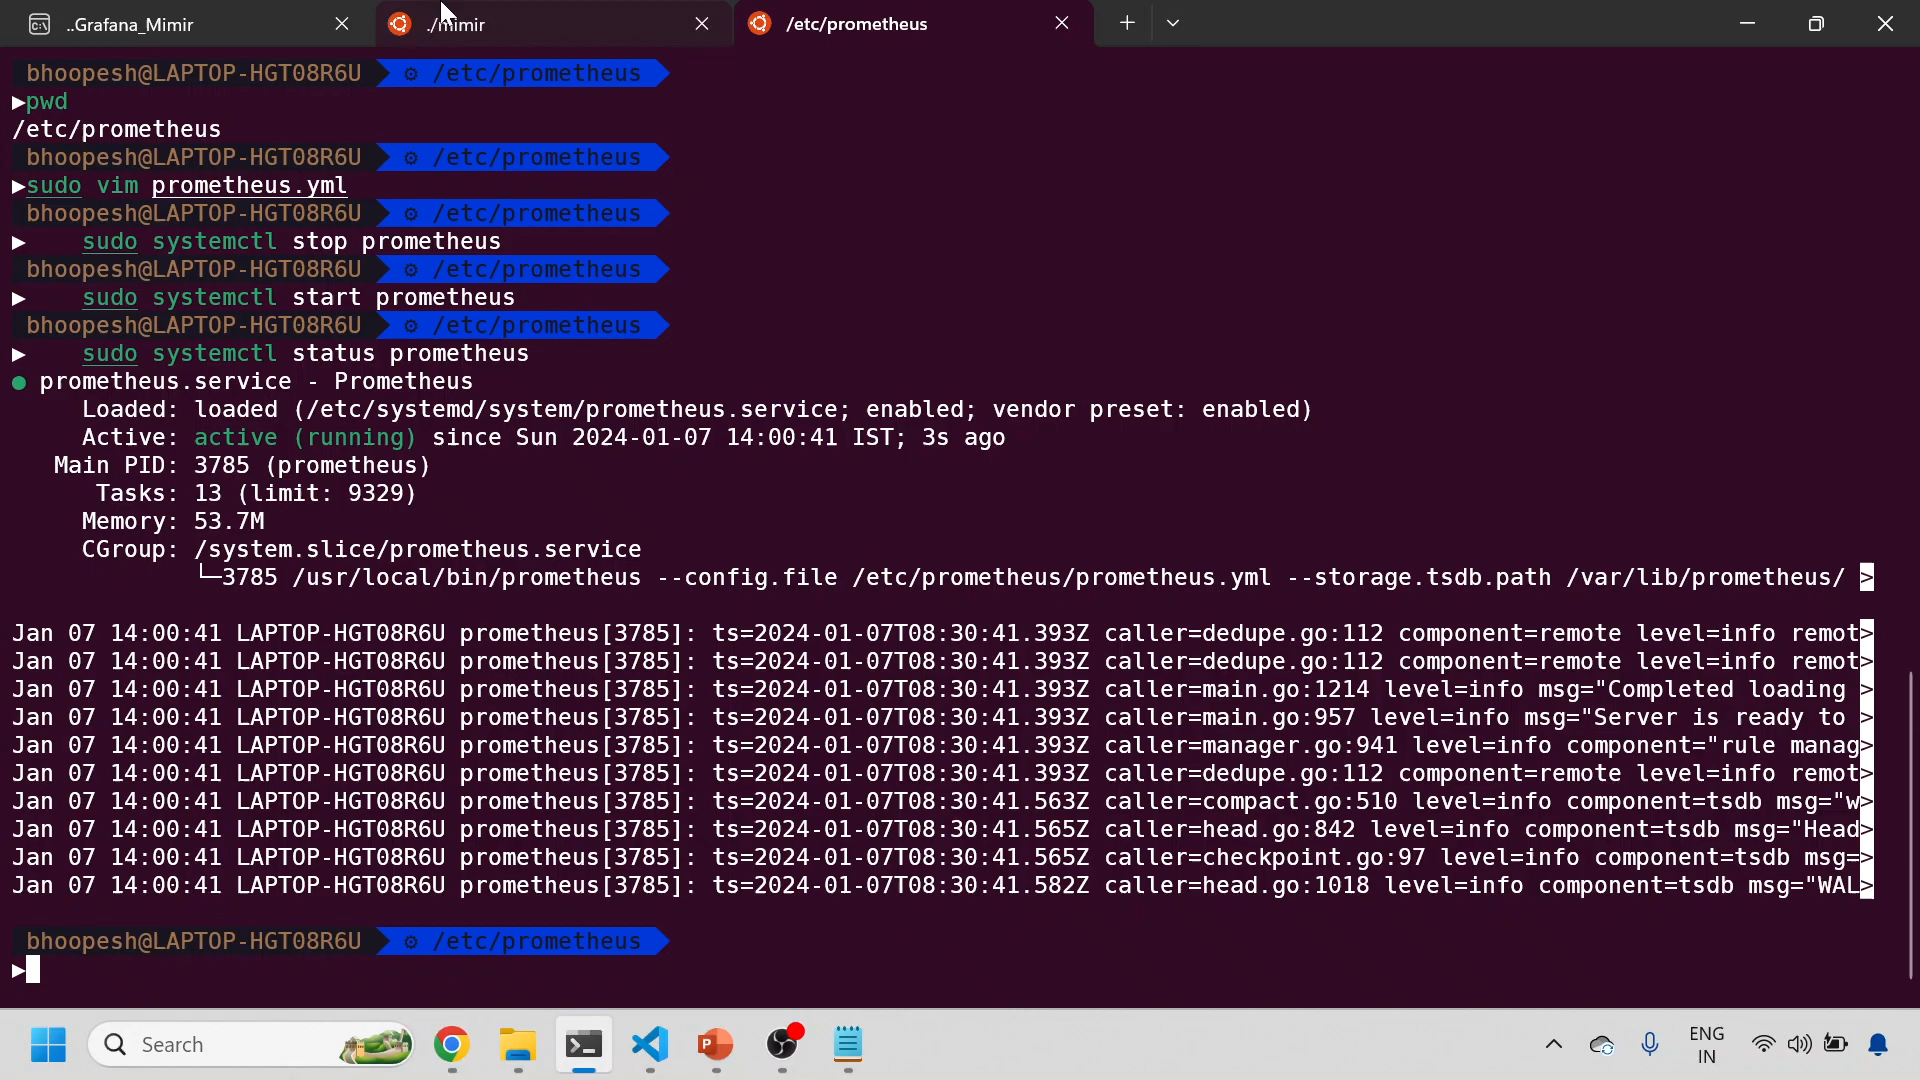 ..Grafana_Mimir
./mimir
/etc/prometheus
bhoopesh@LAPTOP-HGT08R6U /etc/prometheus
▶pwd
/etc/prometheus
bhoopesh@LAPTOP-HGT08R6U /etc/prometheus
▶sudo vim prometheus.yml
bhoopesh@LAPTOP-HGT08R6U /etc/prometheus
▶    sudo systemctl stop prometheus
bhoopesh@LAPTOP-HGT08R6U /etc/prometheus
▶    sudo systemctl start prometheus
bhoopesh@LAPTOP-HGT08R6U /etc/prometheus
▶    sudo systemctl status prometheus
● prometheus.service - Prometheus
     Loaded: loaded (/etc/systemd/system/prometheus.service; enabled; vendor preset: enabled)
     Active: active (running) since Sun 2024-01-07 14:00:41 IST; 3s ago
   Main PID: 3785 (prometheus)
      Tasks: 13 (limit: 9329)
     Memory: 53.7M
     CGroup: /system.slice/prometheus.service
             └─3785 /usr/local/bin/prometheus --config.file /etc/prometheus/prometheus.yml --storage.tsdb.path /var/lib/prometheus/ >
Jan 07 14:00:41 LAPTOP-HGT08R6U prometheus[3785]: ts=2024-01-07T08:30:41.393Z caller=dedupe.go:112 component=remote level=info remot>
Jan 07 14:00:41 LAPTOP-HGT08R6U prometheus[3785]: ts=2024-01-07T08:30:41.393Z caller=dedupe.go:112 component=remote level=info remot>
Jan 07 14:00:41 LAPTOP-HGT08R6U prometheus[3785]: ts=2024-01-07T08:30:41.393Z caller=main.go:1214 level=info msg="Completed loading >
Jan 07 14:00:41 LAPTOP-HGT08R6U prometheus[3785]: ts=2024-01-07T08:30:41.393Z caller=main.go:957 level=info msg="Server is ready to >
Jan 07 14:00:41 LAPTOP-HGT08R6U prometheus[3785]: ts=2024-01-07T08:30:41.393Z caller=manager.go:941 level=info component="rule manag>
Jan 07 14:00:41 LAPTOP-HGT08R6U prometheus[3785]: ts=2024-01-07T08:30:41.393Z caller=dedupe.go:112 component=remote level=info remot>
Jan 07 14:00:41 LAPTOP-HGT08R6U prometheus[3785]: ts=2024-01-07T08:30:41.563Z caller=compact.go:510 level=info component=tsdb msg="w>
Jan 07 14:00:41 LAPTOP-HGT08R6U prometheus[3785]: ts=2024-01-07T08:30:41.565Z caller=head.go:842 level=info component=tsdb msg="Head>
Jan 07 14:00:41 LAPTOP-HGT08R6U prometheus[3785]: ts=2024-01-07T08:30:41.565Z caller=checkpoint.go:97 level=info component=tsdb msg=>
Jan 07 14:00:41 LAPTOP-HGT08R6U prometheus[3785]: ts=2024-01-07T08:30:41.582Z caller=head.go:1018 level=info component=tsdb msg="WAL>
bhoopesh@LAPTOP-HGT08R6U /etc/prometheus
▶
Search
ENG
IN